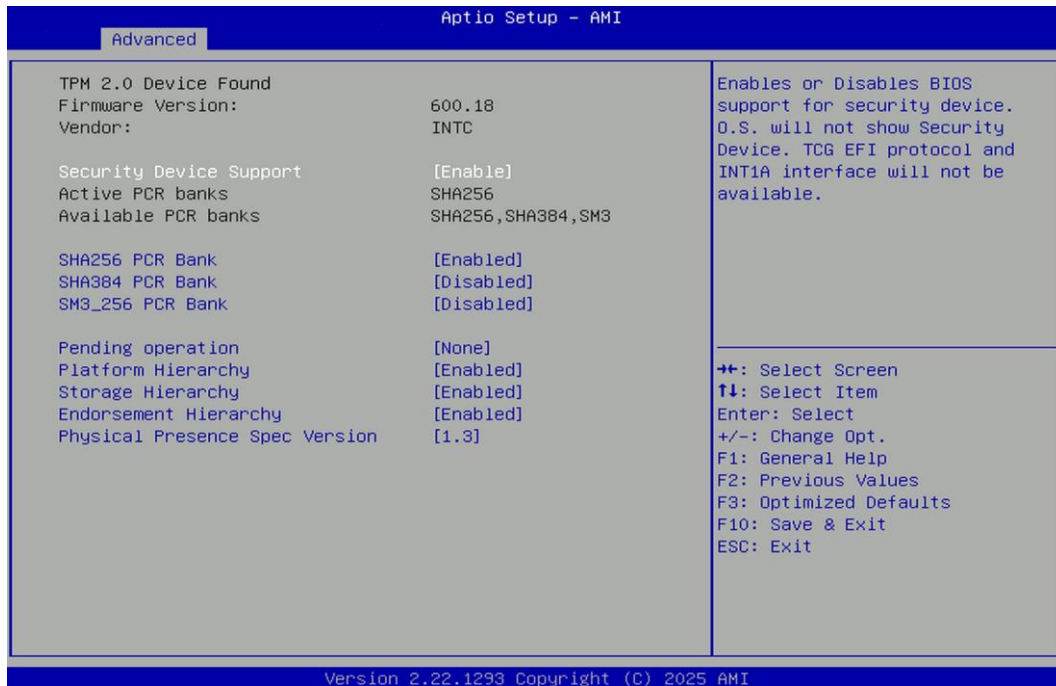 Aptio Setup – AMI
Advanced
TPM 2.0 Device Found
Firmware Version: 600.18
Vendor: INTC
Security Device Support [Enable]
Active PCR banks SHA256
Available PCR banks SHA256,SHA384,SM3
SHA256 PCR Bank [Enabled]
SHA384 PCR Bank [Disabled]
SM3_256 PCR Bank [Disabled]
Pending operation [None]
Platform Hierarchy [Enabled]
Storage Hierarchy [Enabled]
Endorsement Hierarchy [Enabled]
Physical Presence Spec Version [1.3]
Enables or Disables BIOS
support for security device.
O.S. will not show Security
Device. TCG EFI protocol and
INT1A interface will not be
available.
→←: Select Screen
↑↓: Select Item
Enter: Select
+/-: Change Opt.
F1: General Help
F2: Previous Values
F3: Optimized Defaults
F10: Save & Exit
ESC: Exit
Version 2.22.1293 Copyright (C) 2025 AMI